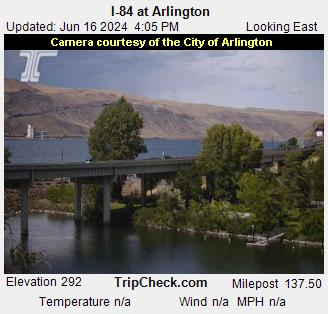 I-84 at Arlington
Updated: Jun 16 2024 4:05 PM Looking East
Camera courtesy of the City of Arlington
Elevation 292 TripCheck.com Milepost 137.50
Temperature n/a Wind n/a MPH n/a